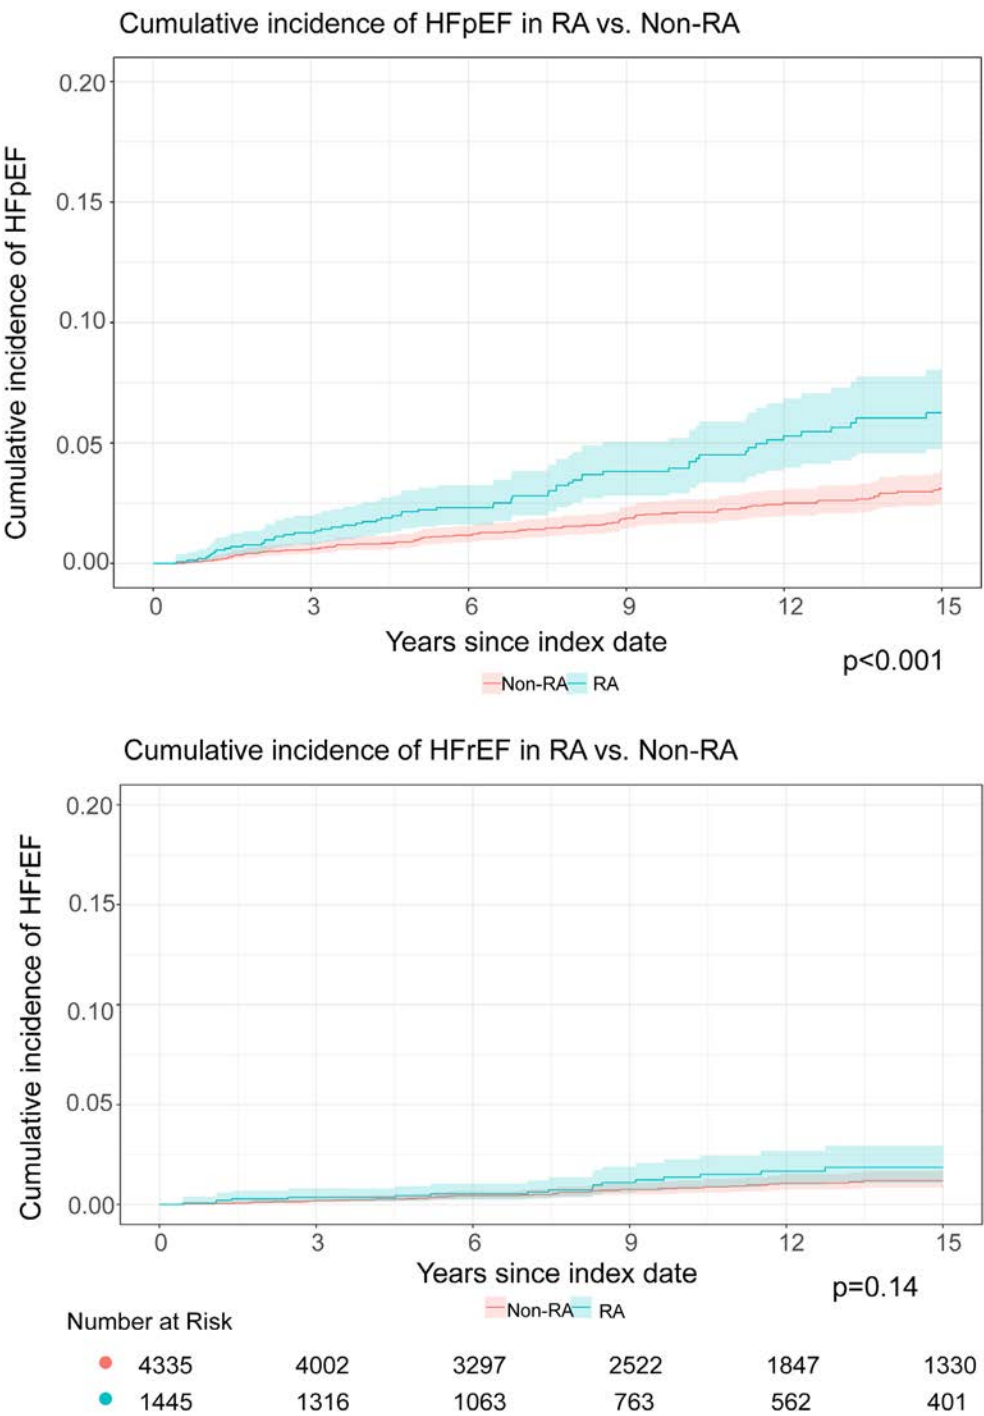 Cumulative incidence of HFpEF in RA vs. Non-RA
Cumulative incidence of HFpEF
0.20
0.15
0.10
0.05
0.00
0 3 6 9 12 15
Years since index date
p<0.001
Non-RA RA
Cumulative incidence of HFrEF in RA vs. Non-RA
Cumulative incidence of HFrEF
0.20
0.15
0.10
0.05
0.00
0 3 6 9 12 15
Years since index date
p=0.14
Non-RA RA
Number at Risk
4335 4002 3297 2522 1847 1330
1445 1316 1063 763 562 401